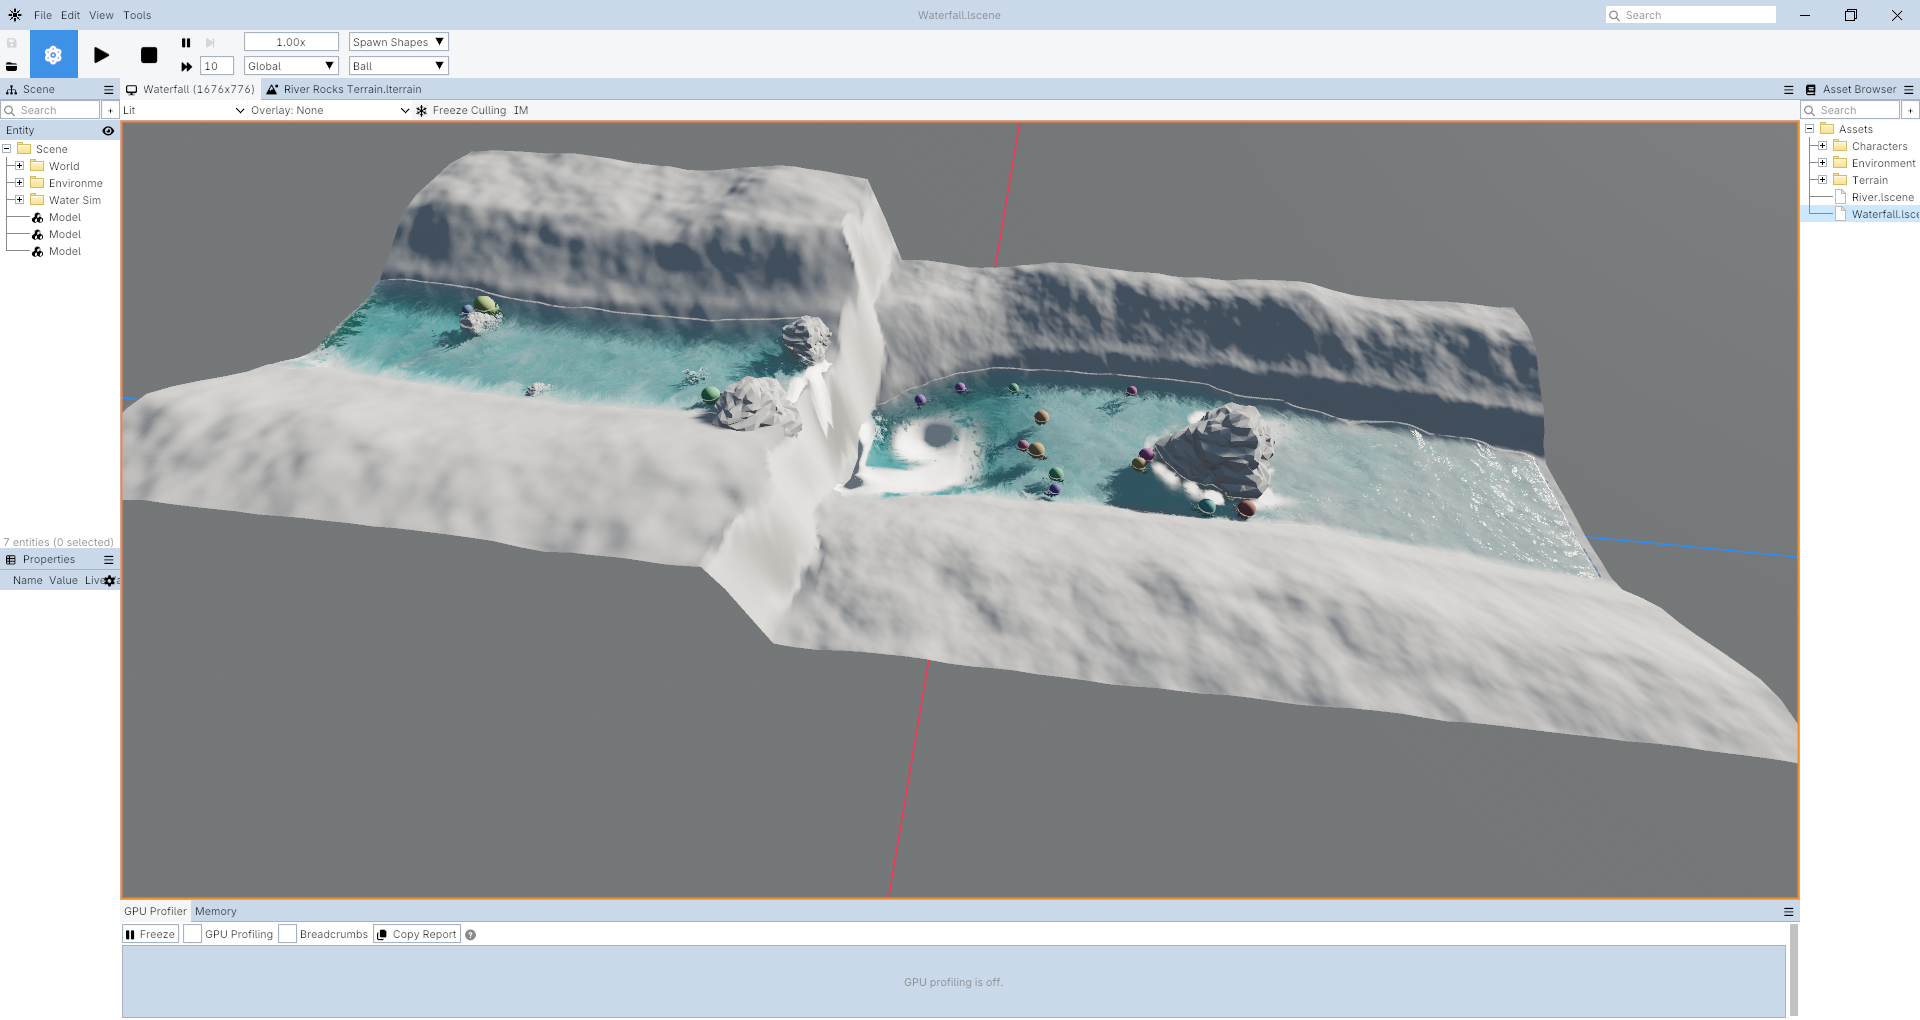 File Edit View Tools
Waterfall.lscene
Search
1.00x
Spawn Shapes
10
Global
Ball
Scene
Waterfall (1676x776)
River Rocks Terrain.lterrain
Asset Browser
Search
Lit
Overlay: None
Freeze Culling
IM
Search
Entity
Scene
World
Environme
Water Sim
Model
Model
Model
7 entities (0 selected)
Properties
Name Value Live
Assets
Characters
Environment
Terrain
River.lscene
Waterfall.lsce
GPU Profiler
Memory
Freeze
GPU Profiling
Breadcrumbs
Copy Report
GPU profiling is off.